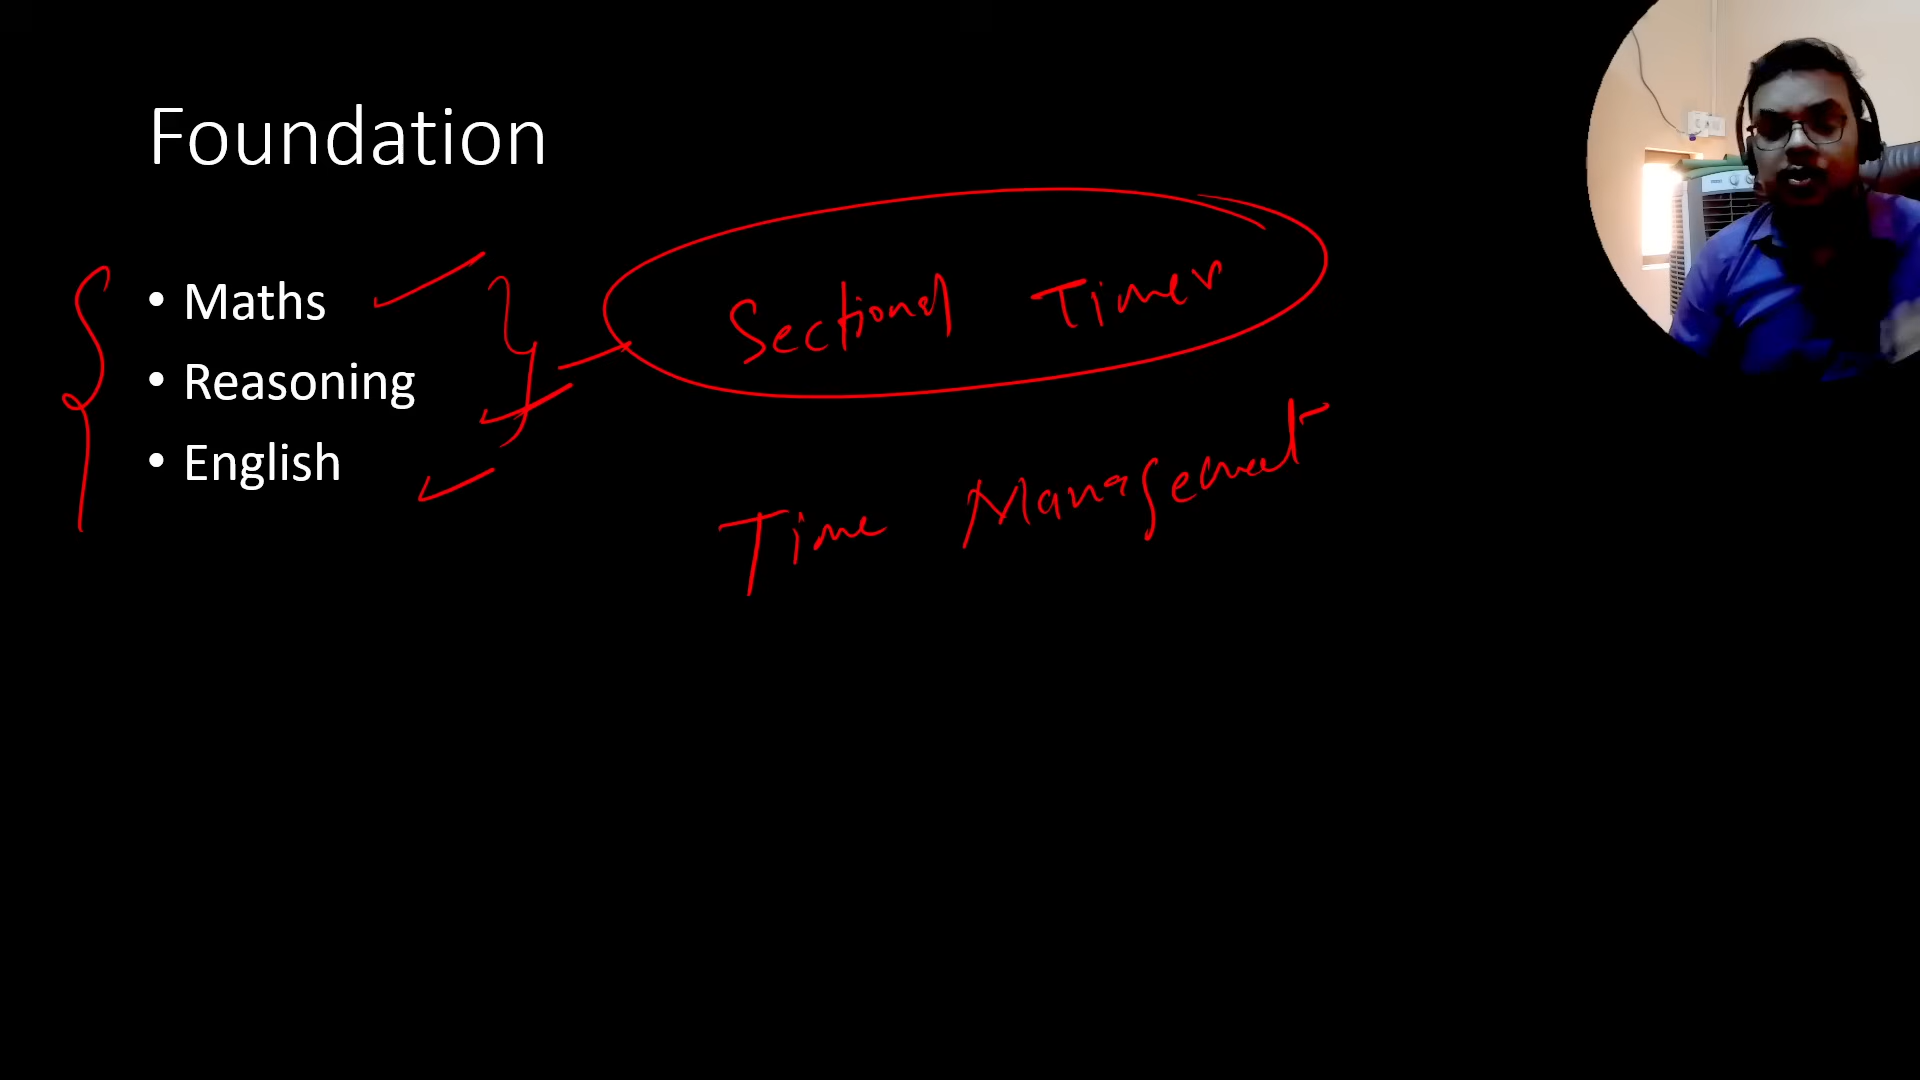 Foundation
• Maths
• Reasoning
• English
Sectional Timer
Time Management